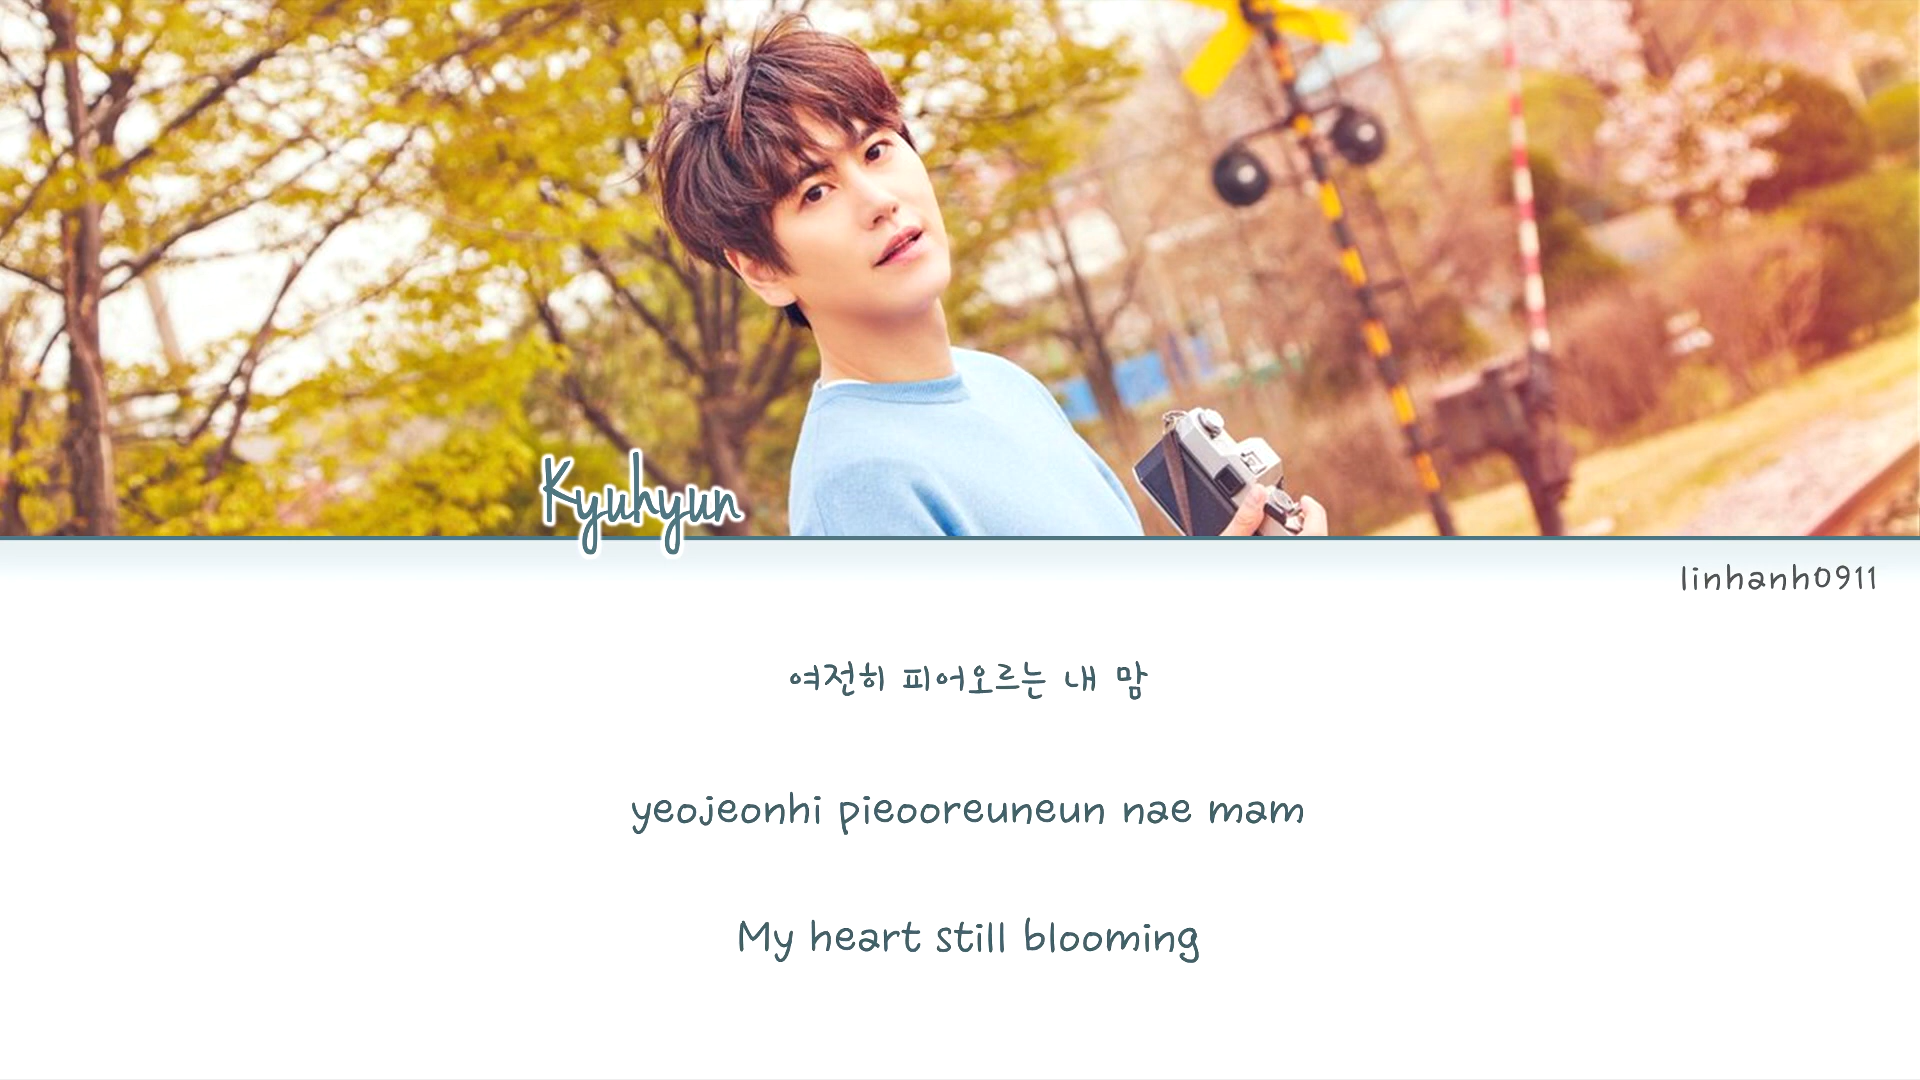 Kyuhyun
linhanh0911
여전히 피어오르는 내 맘
yeojeonhi pieooreuneun nae mam
My heart still blooming